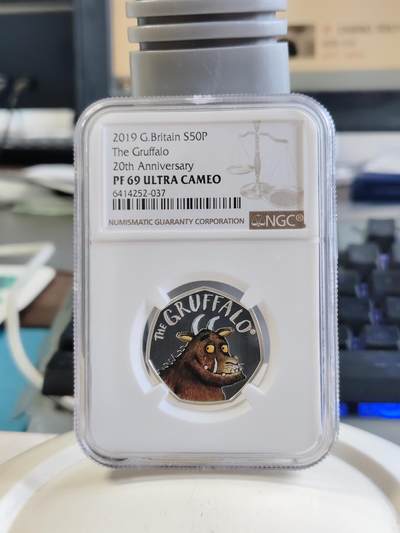 2019 G.Britain S50P
The Gruffalo
20th Anniversary
PF 69 ULTRA CAMEO
6414252-037
NUMISMATIC GUARANTY CORPORATION
NGC®
THE GRUFFALO